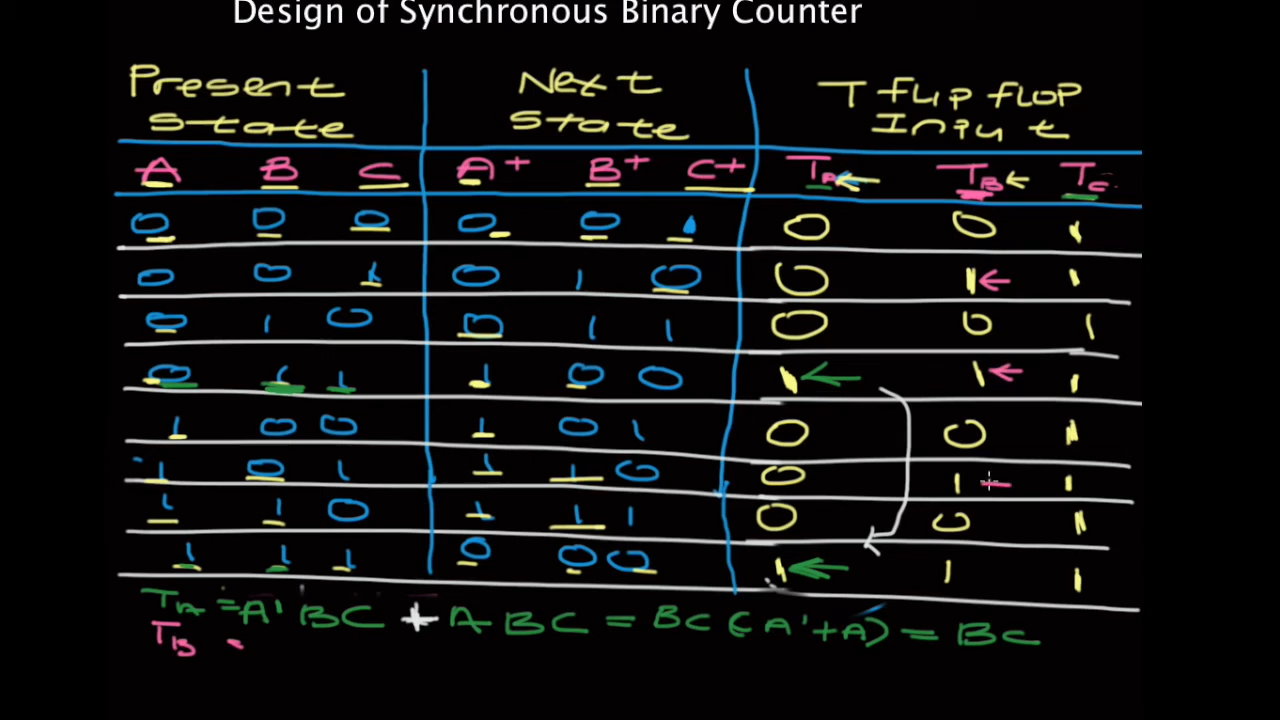 Design of Synchronous Binary Counter
Present Next T flip flop
State State Input
A B C A+ B+ C+ TA ← TB ← TC
0 0 0 0 0 1 0 0 1
0 0 1 0 1 0 0 1 ← 1
0 1 0 0 1 1 0 0 1
0 1 1 1 0 0 1 ← 1 ← 1
1 0 0 1 0 1 0 0 1
1 0 1 1 1 0 0 1 1
1 1 0 1 1 1 0 0 1
1 1 1 0 0 0 1 ← 1 1
TA = A'BC + ABC = BC(A'+A) = BC
TB